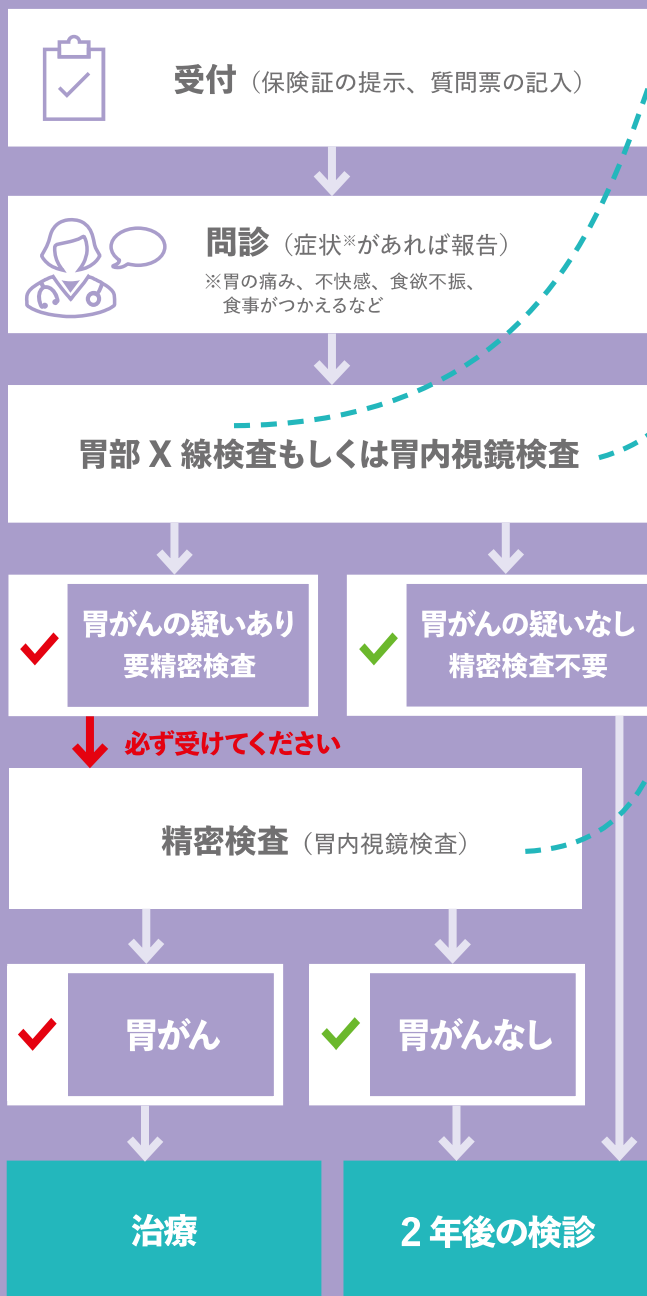 受付（保険証の提示、質問票の記入）
問診（症状※があれば報告）
※胃の痛み、不快感、食欲不振、
食事がつかえるなど
胃部 X 線検査もしくは胃内視鏡検査
胃がんの疑いあり
要精密検査
胃がんの疑いなし
精密検査不要
必ず受けてください
精密検査（胃内視鏡検査）
胃がん
胃がんなし
治療
2 年後の検診